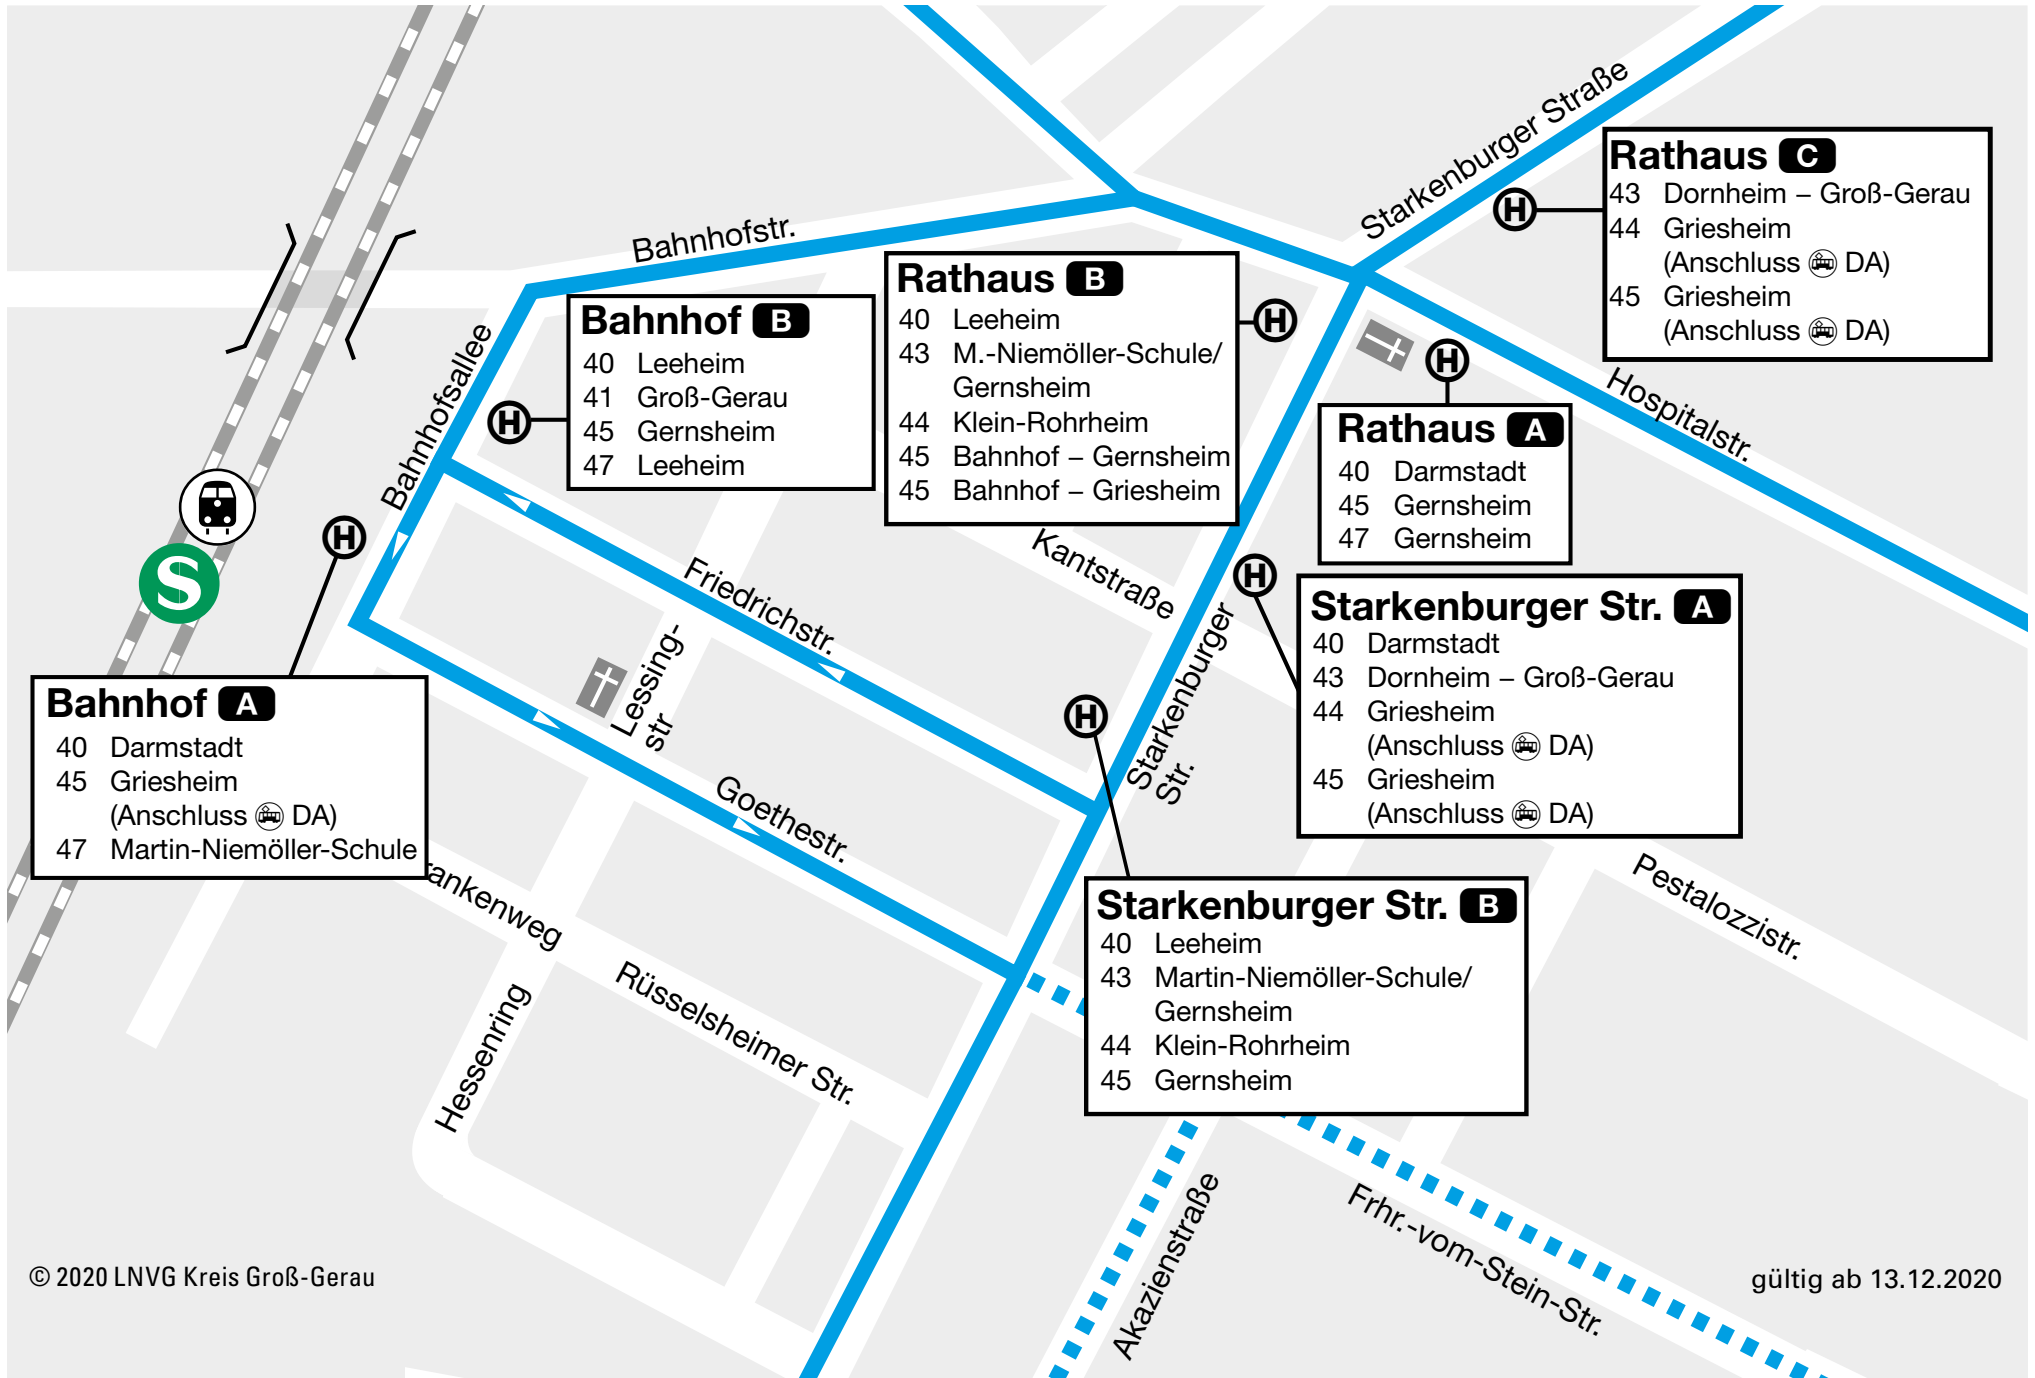 Starkenburger Straße
Rathaus C
43 Dornheim – Groß-Gerau
44 Griesheim
(Anschluss DA)
45 Griesheim
(Anschluss DA)
Bahnhofstr.
Rathaus B
40 Leeheim
43 M.-Niemöller-Schule/
Gernsheim
44 Klein-Rohrheim
45 Bahnhof – Gernsheim
45 Bahnhof – Griesheim
H
H
H
Bahnhof B
40 Leeheim
41 Groß-Gerau
45 Gernsheim
47 Leeheim
H
Bahnhofsallee
Hospitalstr.
Rathaus A
40 Darmstadt
45 Gernsheim
47 Gernsheim
H
S
Kantstraße
Friedrichstr.
H
Starkenburger Str. A
40 Darmstadt
43 Dornheim – Groß-Gerau
44 Griesheim
(Anschluss DA)
45 Griesheim
(Anschluss DA)
Lessing-
str
Starkenburger
Str.
H
Bahnhof A
40 Darmstadt
45 Griesheim
(Anschluss DA)
47 Martin-Niemöller-Schule
Goethestr.
rankenweg
Pestalozzistr.
Starkenburger Str. B
40 Leeheim
43 Martin-Niemöller-Schule/
Gernsheim
44 Klein-Rohrheim
45 Gernsheim
Rüsselsheimer Str.
Hessenring
Akazienstraße
Frhr.-vom-Stein-Str.
© 2020 LNVG Kreis Groß-Gerau
gültig ab 13.12.2020